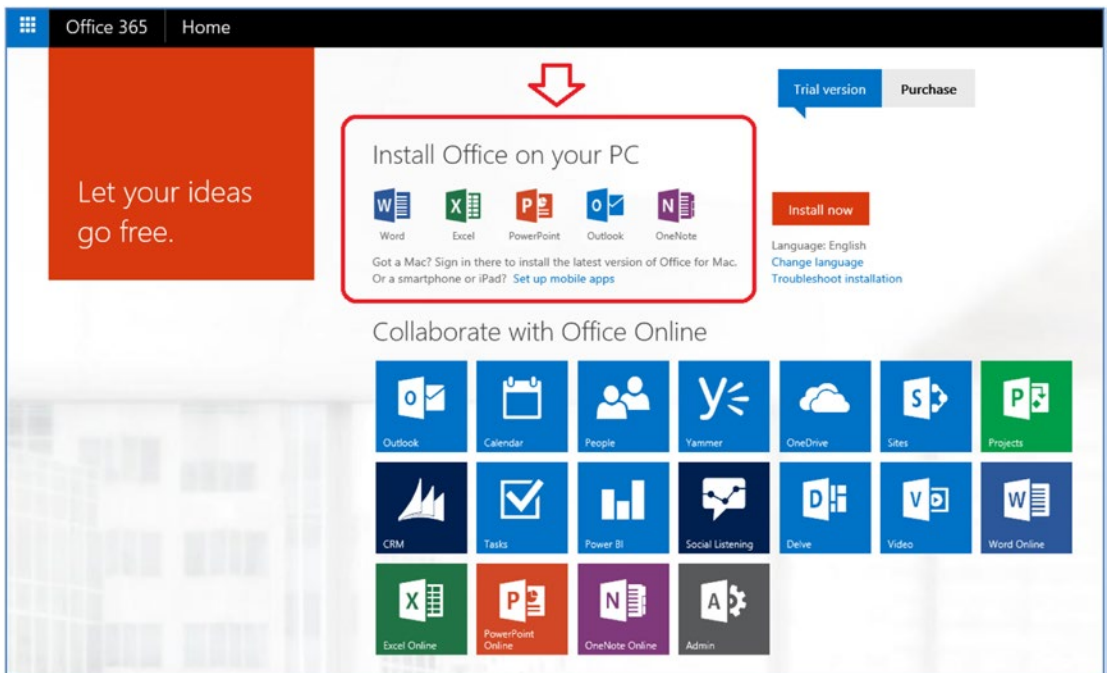 Office 365 Home
Let your ideas
go free.
Trial version Purchase
Install Office on your PC
Word Excel PowerPoint Outlook OneNote
Got a Mac? Sign in there to install the latest version of Office for Mac.
Or a smartphone or iPad? Set up mobile apps
Install now
Language: English
Change language
Troubleshoot installation
Collaborate with Office Online
Outlook Calendar People Yammer OneDrive Sites Projects
CRM Tasks Power BI Social Listening Delve Video Word Online
Excel Online PowerPoint Online OneNote Online Admin